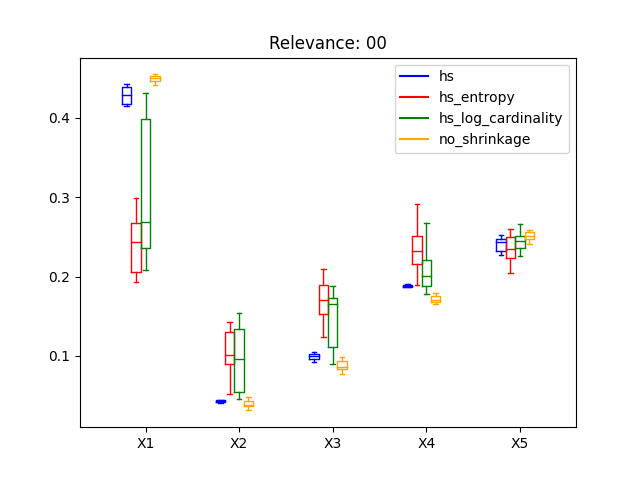 Relevance: 00
hs
hs_entropy
hs_log_cardinality
no_shrinkage
0.4
0.3
0.2
0.1
X1 X2 X3 X4 X5